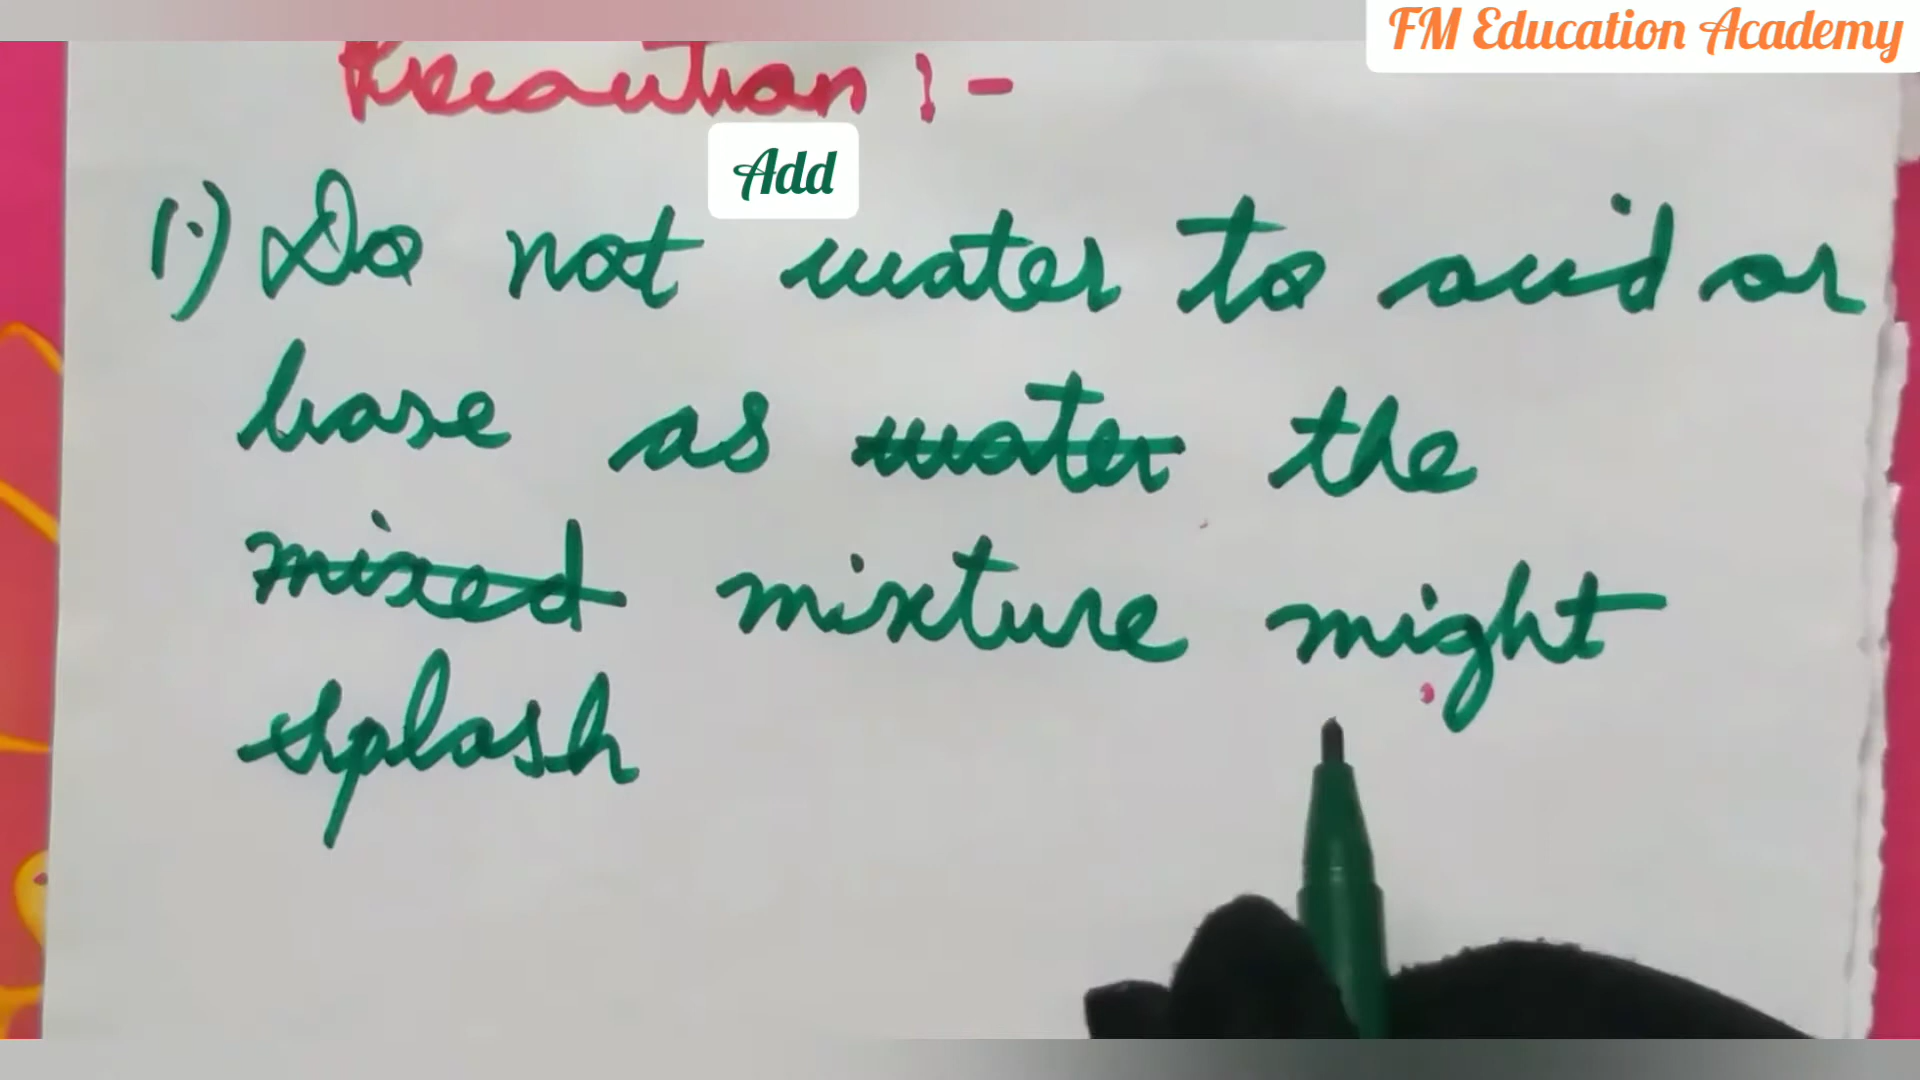 FM Education Academy
Precaution :-
Add
1.) Do not water to acid or
base as water the
mixed mixture might
splash